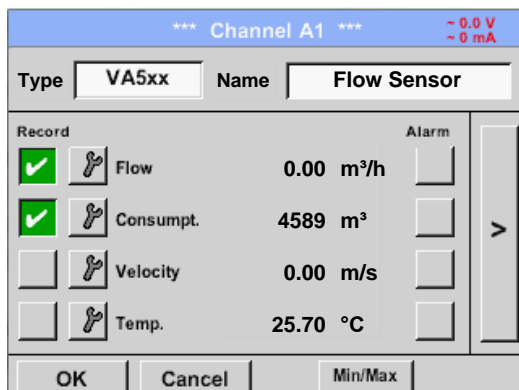 *** Channel A1 ***
~ 0.0 V
~ 0 mA
Type VA5xx Name Flow Sensor
Record Alarm
Flow 0.00 m³/h
Consumpt. 4589 m³
>
Velocity 0.00 m/s
Temp. 25.70 °C
OK Cancel Min/Max